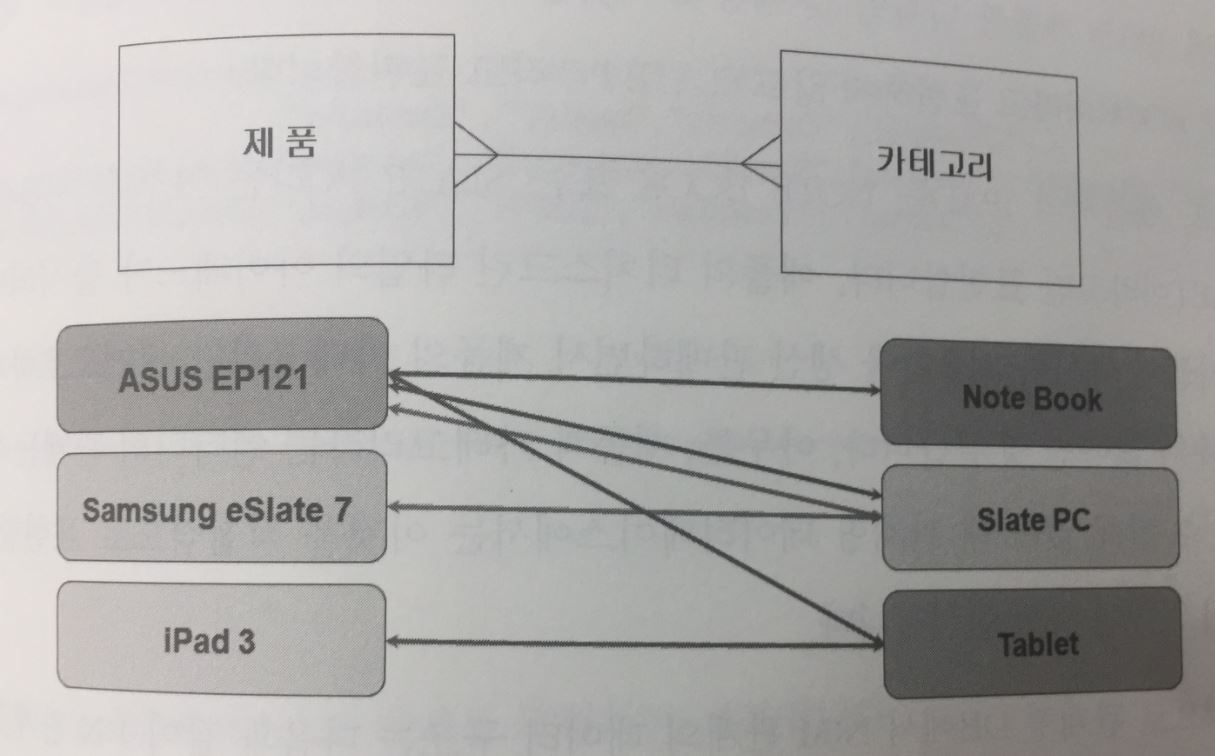 제 품
카테고리
ASUS EP121
Note Book
Samsung eSlate 7
Slate PC
iPad 3
Tablet